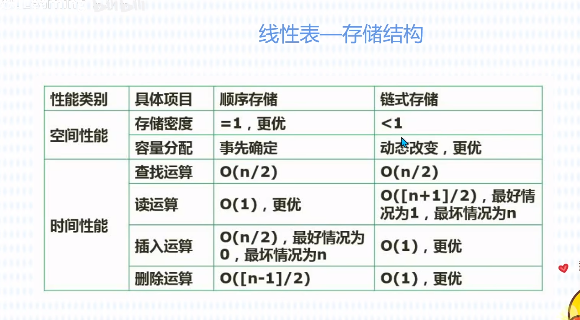 线性表—存储结构
性能类别 具体项目 顺序存储 链式存储
空间性能 存储密度 =1，更优 <1
容量分配 事先确定 动态改变，更优
时间性能 查找运算 O(n/2) O(n/2)
读运算 O(1)，更优 O([n+1]/2)，最好情
况为1，最坏情况为n
插入运算 O(n/2)，最好情况为
0，最坏情况为n O(1)，更优
删除运算 O([n-1]/2) O(1)，更优